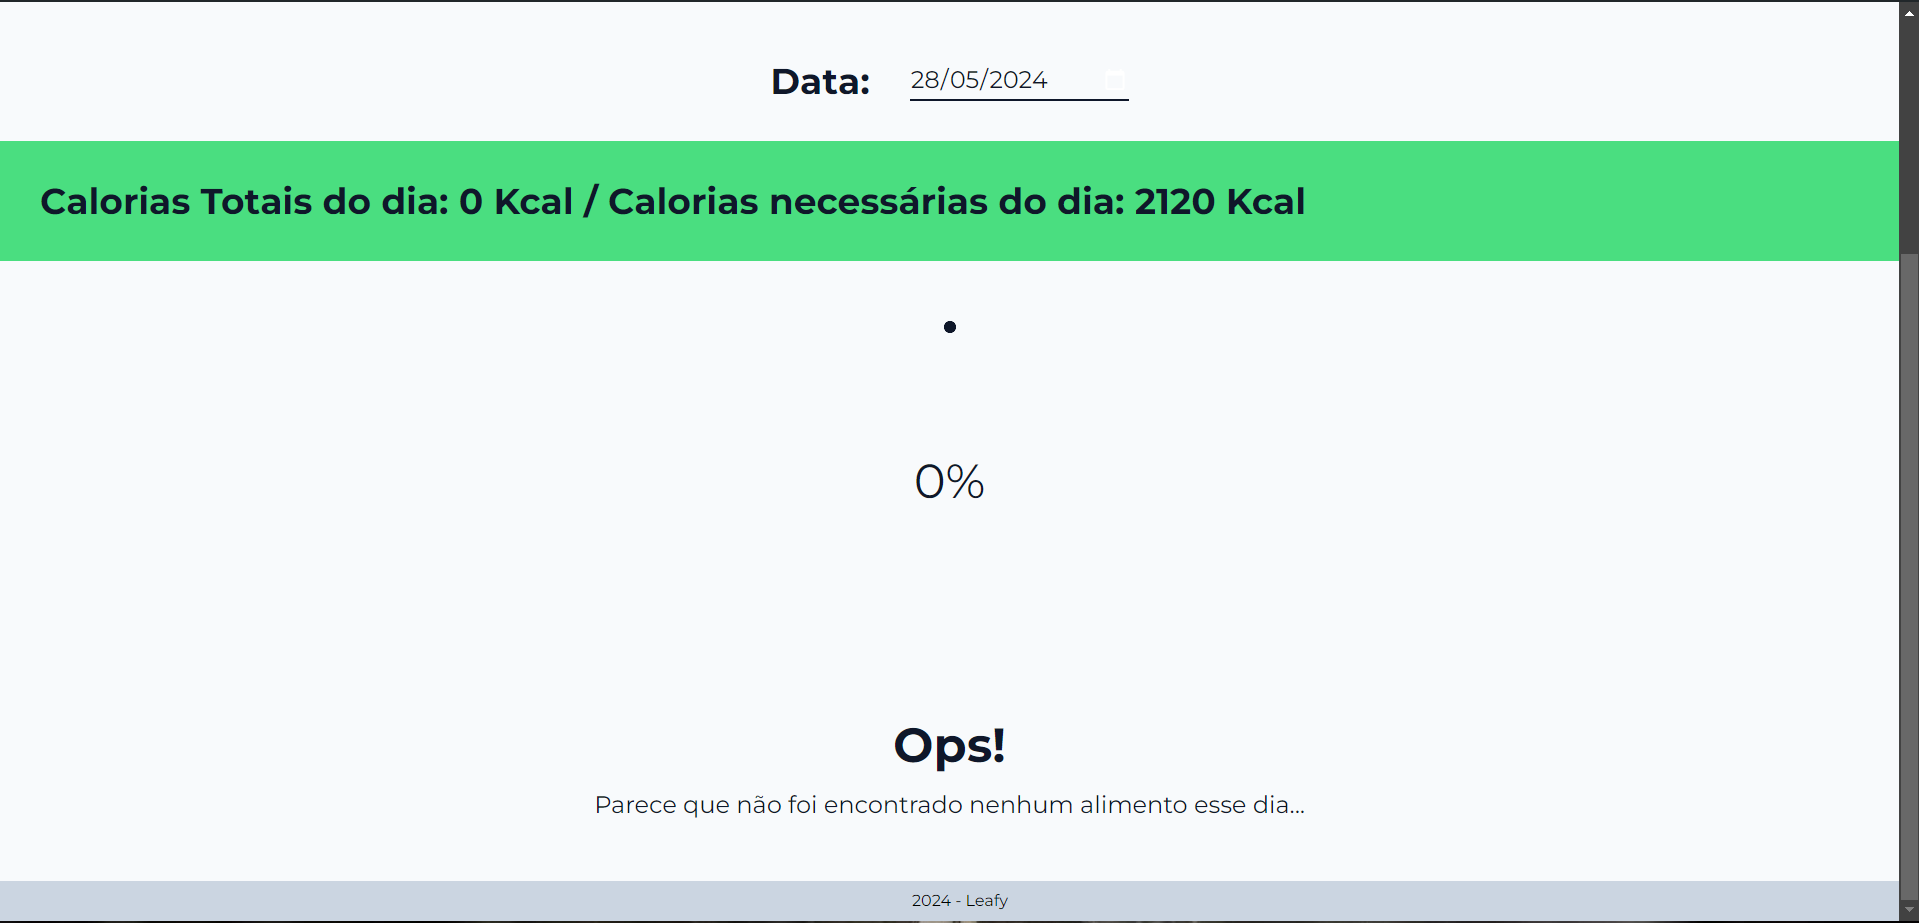 Data: 28/05/2024
Calorias Totais do dia: 0 Kcal / Calorias necessárias do dia: 2120 Kcal
0%
Ops!
Parece que não foi encontrado nenhum alimento esse dia...
2024 - Leafy